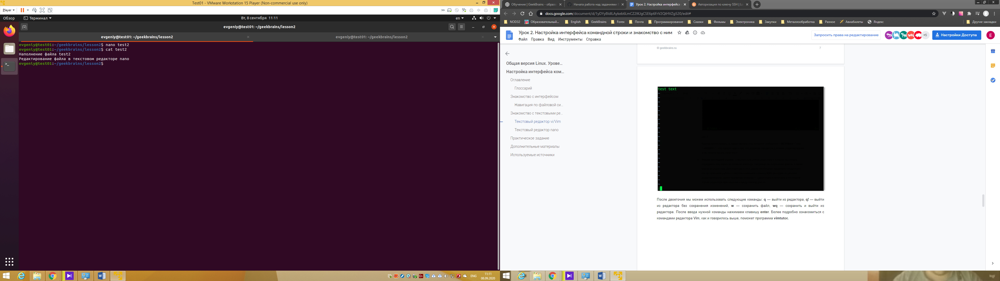 Test01 - VMware Workstation 15 Player (Non-commercial use only)
Player
Обзор
Терминал
Вт, 8 сентября 11:11
en
evgeniy@test01: ~/geekbrains/lesson2
evgeniy@test01: ~/geekbrains/lesson2
evgeniy@test01: ~/geekbrains/lesson2
evgeniy@test01:~/geekbrains/lesson2$ nano test2
evgeniy@test01:~/geekbrains/lesson2$ cat test2
Наполнение файла test2
Редактирование файла в текстовом редакторе nano
evgeniy@test01:~/geekbrains/lesson2$
ENG
11:11
08.09.2020
Обучение | GeekBrains - образо
Начата работа над заданиями
Урок 2. Настройка интерфейса
Авторизация по ключу SSH | Lo
docs.google.com/document/d/1yDYy8IdlLAykeb6LmCZ2IKJgCSE6p6FrV2QtHVZg520/edit#
NOD32
Образовательный...
English
GeekBrains
Forex
Почта
Программирование
Сказки
Фильмы
Электроника
Закупки
Металлообработка
Разное
Авиабилеты
Яндекс
Другие закладки
Урок 2. Настройка интерфейса командной строки и знакомство с ним
Файл Правка Вид Инструменты Справка
Запросить права на редактирование
+5
Настройки Доступа
E
Общая версия Linux. Урове...
Настройка интерфейса ком...
Оглавление
Глоссарий
Знакомство с интерфейсом
Навигация по файловой си...
Знакомство с текстовыми ре...
Текстовый редактор vi/Vim
Текстовый редактор nano
Практическое задание
Дополнительные материалы
Используемые источники
© geekbrains.ru
7
test text
:
После двоеточия мы можем использовать следующие команды: q — выйти из редактора, q! — выйти
из редактора без сохранения изменений, w — сохранить файл, wq — сохранить и выйти из
редактора. После ввода нужной команды нажимаем клавишу enter. Более подробно ознакомиться с
командами редактора Vim, как и говорилось выше, поможет программа vimtutor.